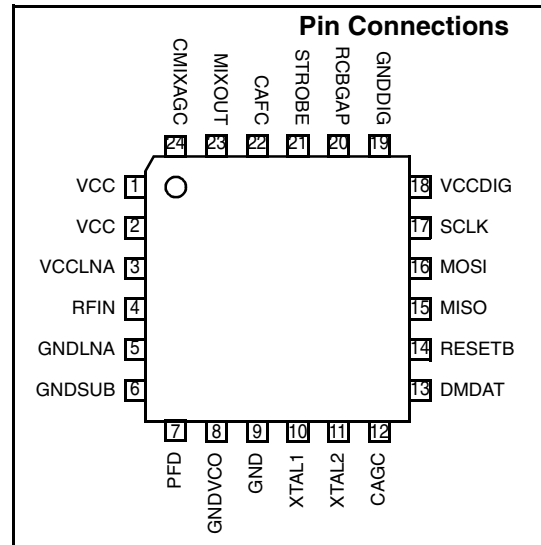 Pin Connections
CMIXAGC
MIXOUT
CAFC
STROBE
RCBGAP
GNDDIG
24 23 22 21 20 19
VCC 1
VCC 2
VCCLNA 3
RFIN 4
GNDLNA 5
GNDSUB 6
18 VCCDIG
17 SCLK
16 MOSI
15 MISO
14 RESETB
13 DMDAT
7 8 9 10 11 12
PFD
GNDVCO
GND
XTAL1
XTAL2
CAGC